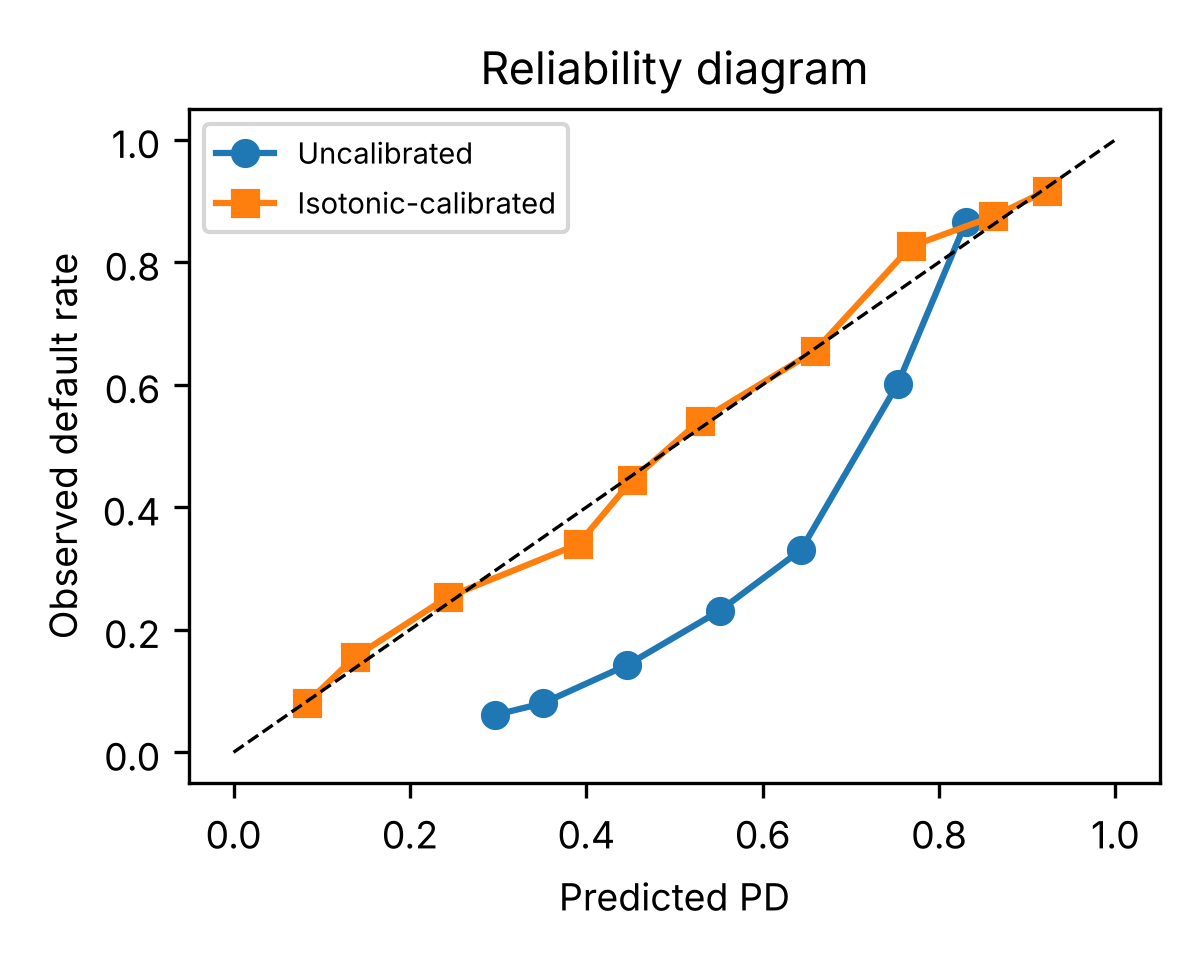 Reliability diagram
Uncalibrated
Isotonic-calibrated
1.0
0.8
0.6
0.4
0.2
0.0
Observed default rate
0.0 0.2 0.4 0.6 0.8 1.0
Predicted PD